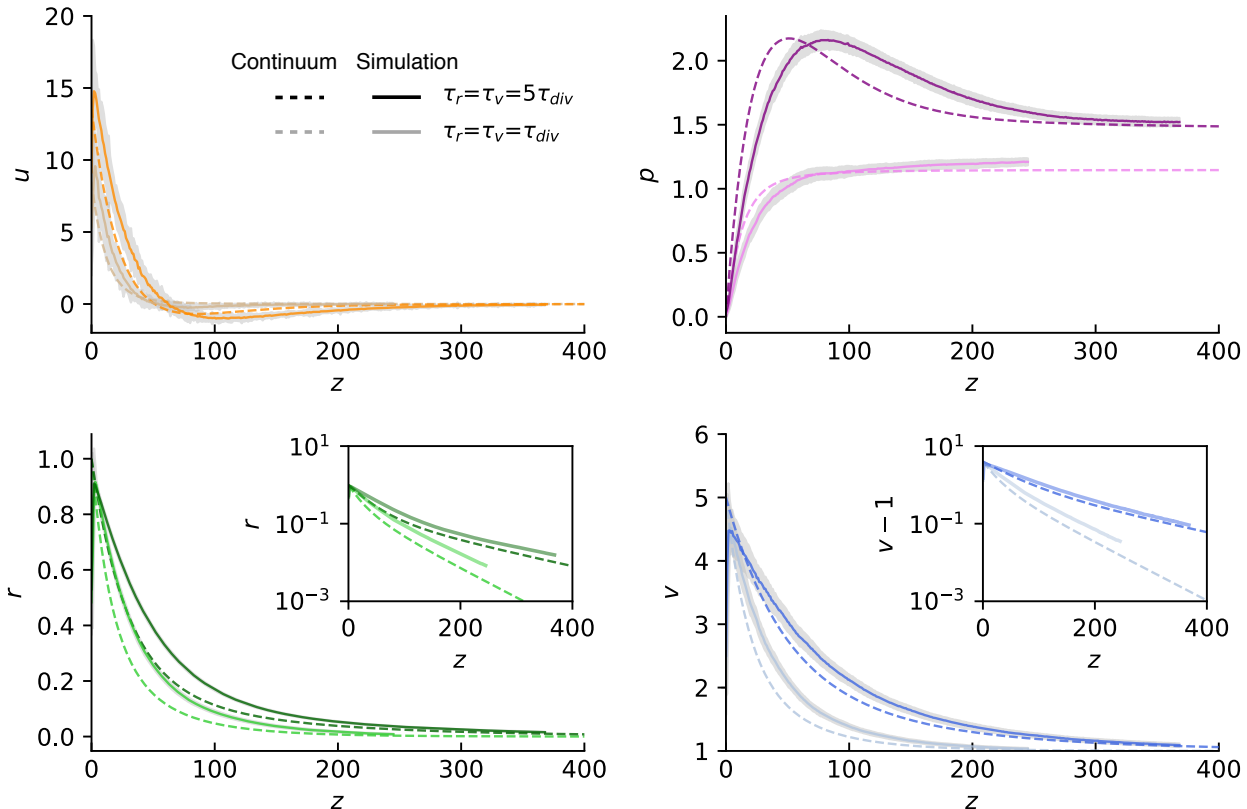 20
15
10
5
0
u
Continuum Simulation
τr=τv=5τdiv
τr=τv=τdiv
0 100 200 300 400
z
2.0
1.5
1.0
0.5
0.0
p
0 100 200 300 400
z
1.0
0.8
0.6
0.4
0.2
0.0
r
10^1
10^-1
10^-3
r
0 200 400
z
0 100 200 300 400
z
6
5
4
3
2
1
v
10^1
10^-1
10^-3
v − 1
0 200 400
z
0 100 200 300 400
z